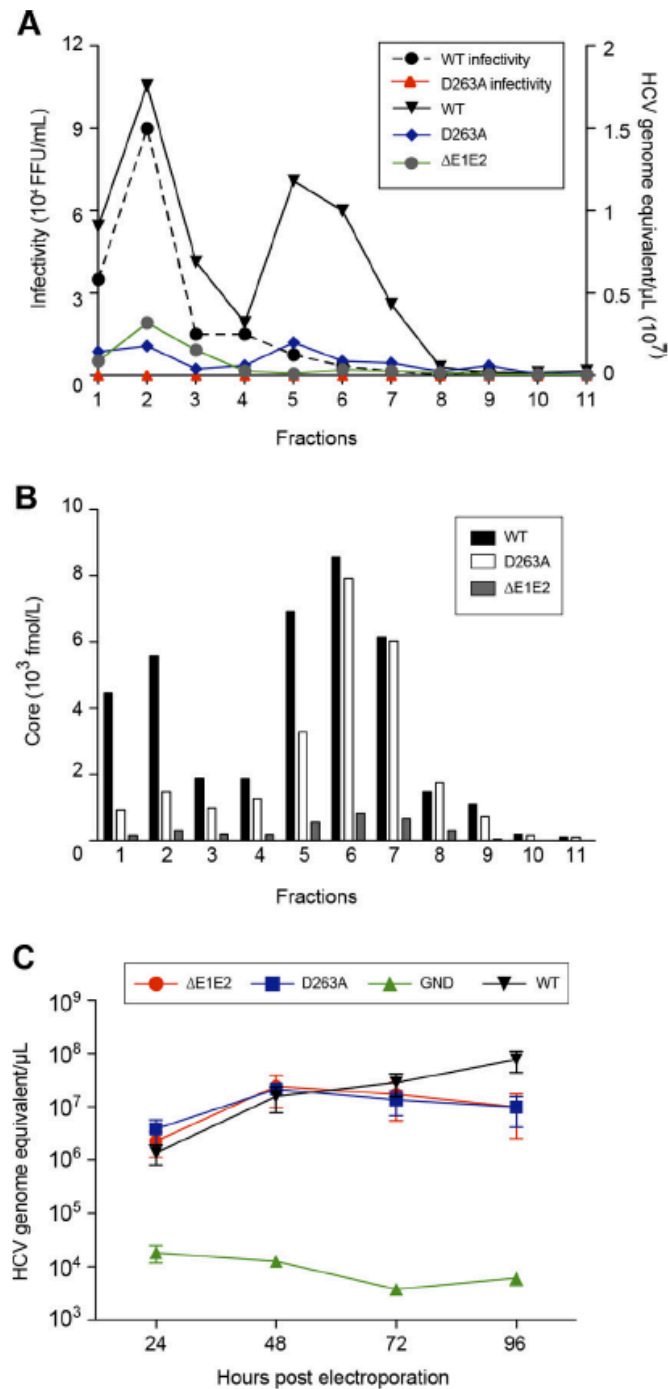 A
12
9
6
3
0
Infectivity (10⁴ FFU/mL)
WT infectivity
D263A infectivity
WT
D263A
ΔE1E2
2
1.5
1
0.5
0
HCV genome equivalent/µL (10⁷)
1 2 3 4 5 6 7 8 9 10 11
Fractions
B
10
8
6
4
2
0
Core (10³ fmol/L)
WT
D263A
ΔE1E2
1 2 3 4 5 6 7 8 9 10 11
Fractions
C
ΔE1E2 D263A GND WT
10⁹
10⁸
10⁷
10⁶
10⁵
10⁴
10³
HCV genome equivalent/µL
24 48 72 96
Hours post electroporation